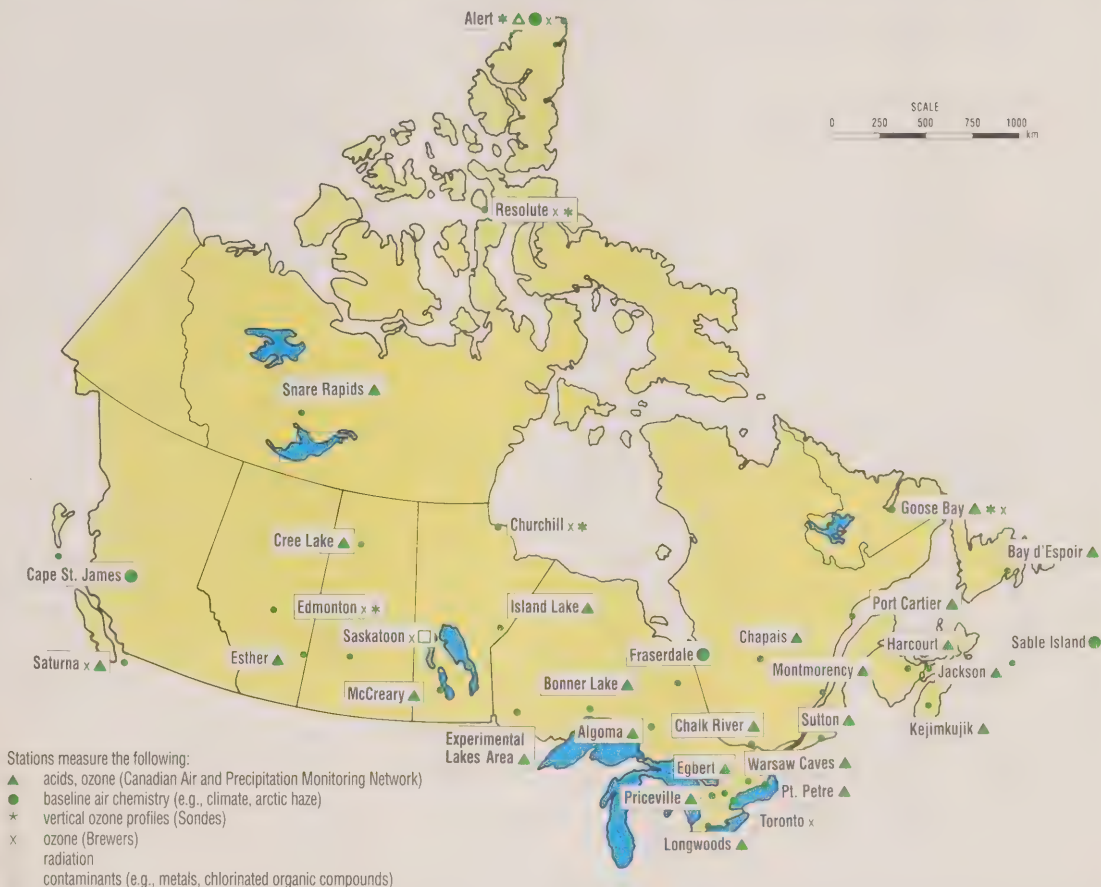 Alert * △ ● x
SCALE
0 250 500 750 1000
km
Resolute x *
Snare Rapids ▲
Goose Bay ▲ * x
Churchill x *
Cree Lake ▲
Bay d'Espoir ▲
Cape St. James ●
Edmonton x *
Island Lake ▲
Port Cartier ▲
Saskatoon x □
Chapais ▲
Harcourt ▲
Sable Island ●
Saturna x ▲
Esther ▲
Fraserdale ●
Montmorency ▲
Jackson ▲
McCreary ▲
Bonner Lake ▲
Kejimkujik ▲
Experimental
Lakes Area ▲
Algoma ▲
Chalk River ▲
Sutton ▲
Egbert ▲
Warsaw Caves ▲
Priceville ▲
Pt. Petre ▲
Toronto x
Longwoods ▲
Stations measure the following:
▲ acids, ozone (Canadian Air and Precipitation Monitoring Network)
● baseline air chemistry (e.g., climate, arctic haze)
* vertical ozone profiles (Sondes)
x ozone (Brewers)
radiation
contaminants (e.g., metals, chlorinated organic compounds)